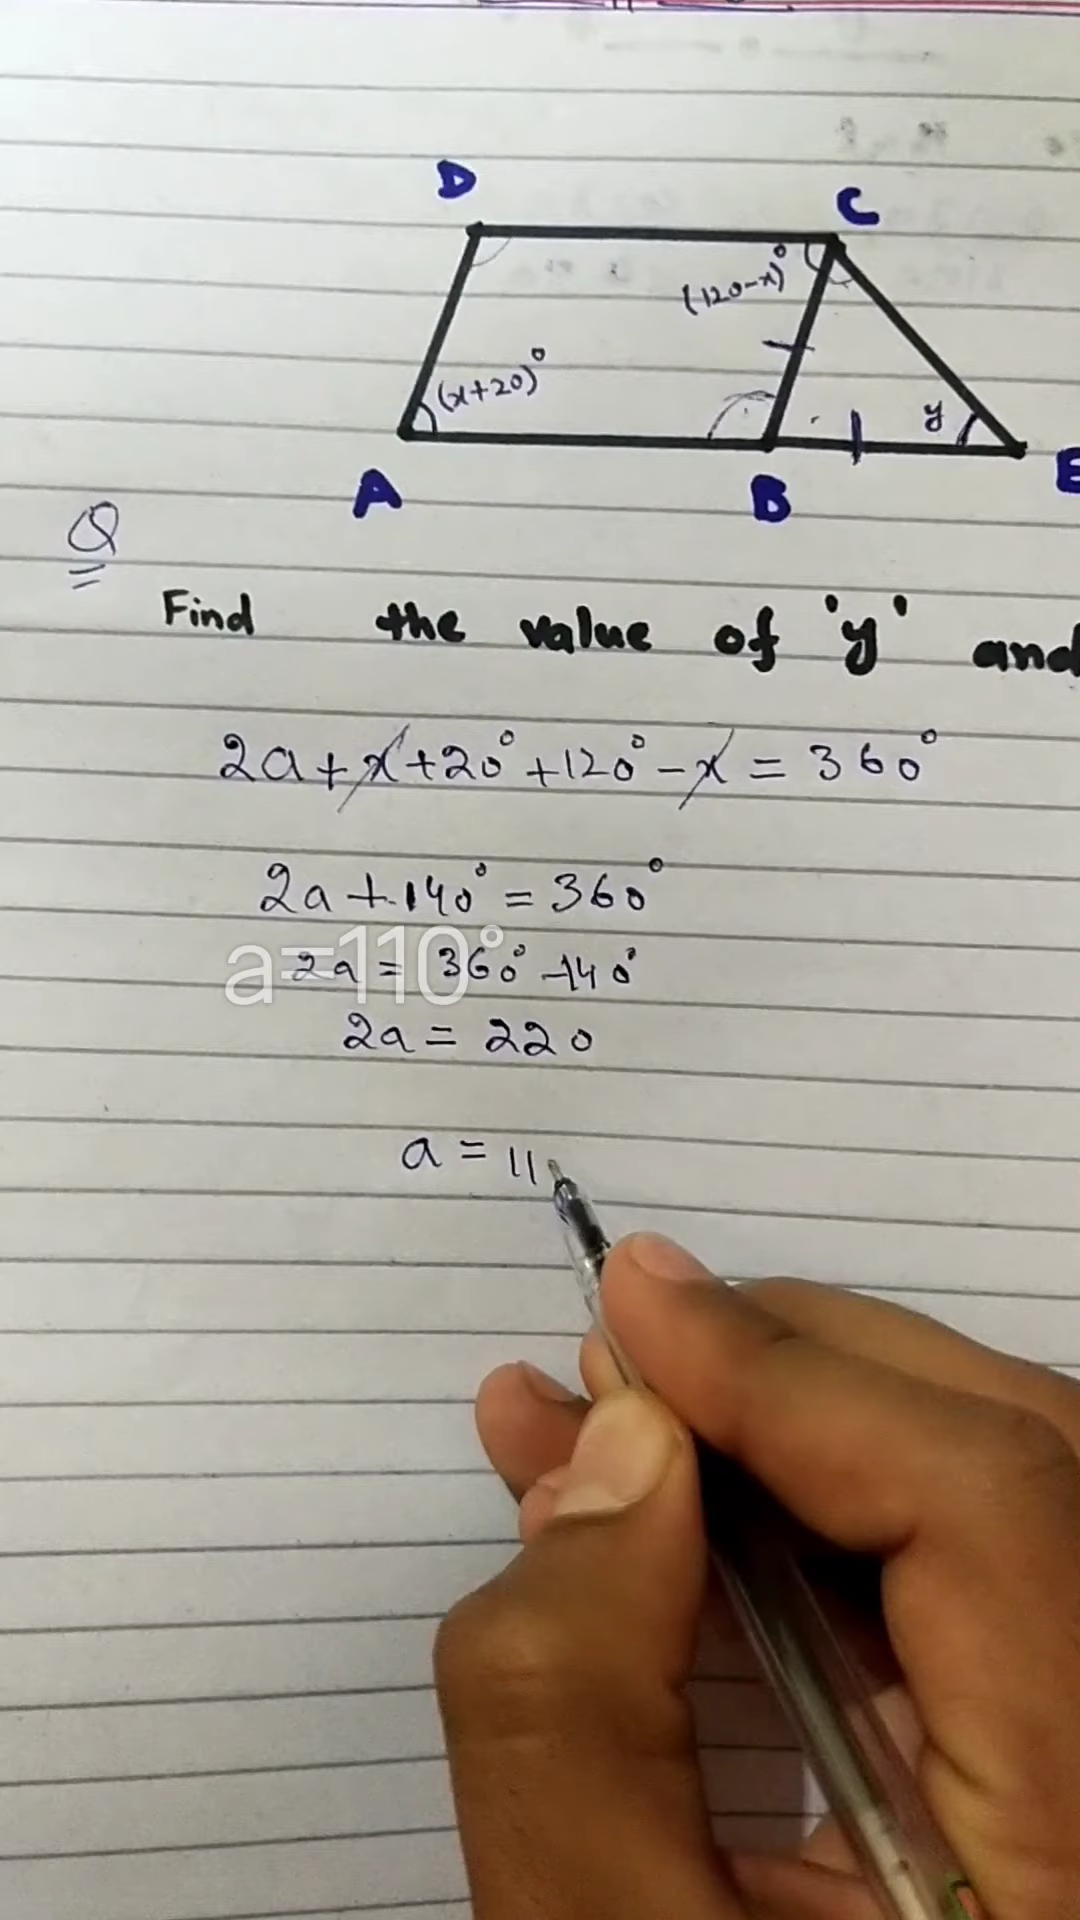 D
C
(120-x)°
(x+20)°
y
A
B
E
Q
Find the value of 'y' and
2a + x + 20° + 120° - x = 360°
2a + 140° = 360°
a=110°
2a = 360° - 140°
2a = 220
a = 11